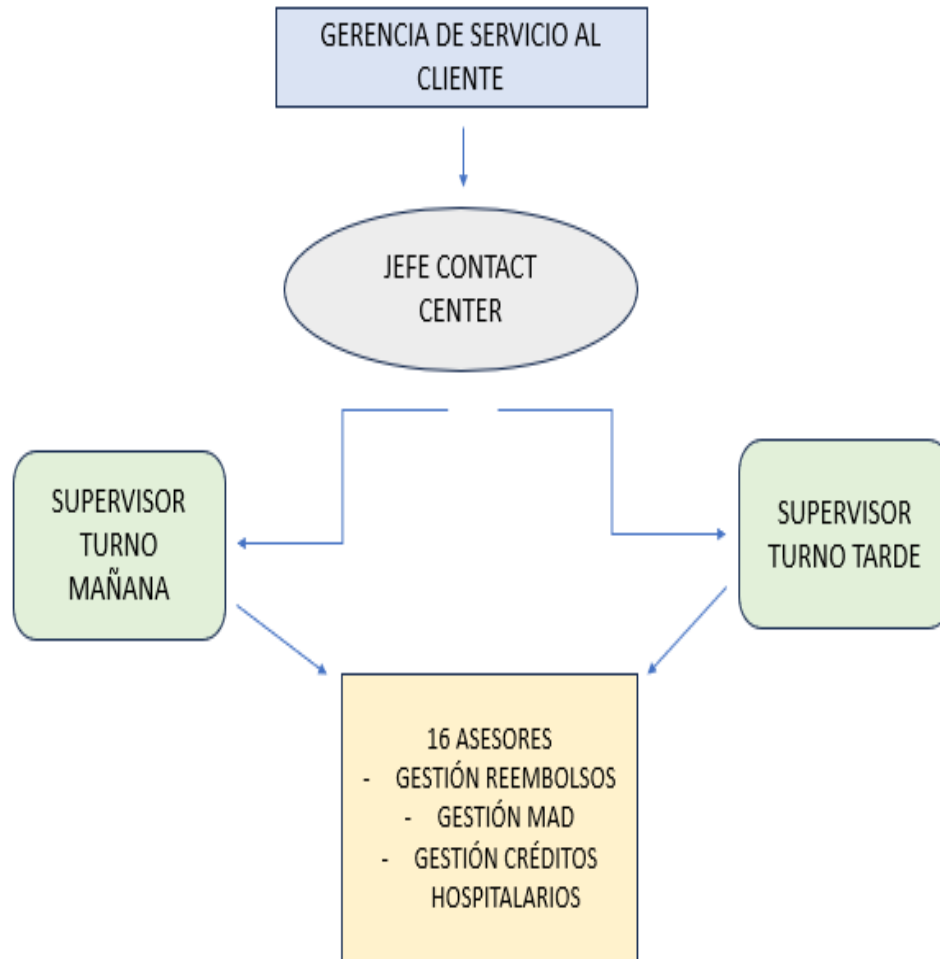 GERENCIA DE SERVICIO AL
CLIENTE
JEFE CONTACT
CENTER
SUPERVISOR
TURNO
MAÑANA
SUPERVISOR
TURNO TARDE
16 ASESORES
- GESTIÓN REEMBOLSOS
- GESTIÓN MAD
- GESTIÓN CRÉDITOS
HOSPITALARIOS